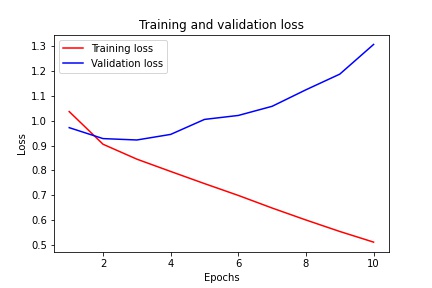 Training and validation loss
Training loss
Validation loss
1.3
1.2
1.1
1.0
0.9
0.8
0.7
0.6
0.5
Loss
2 4 6 8 10
Epochs